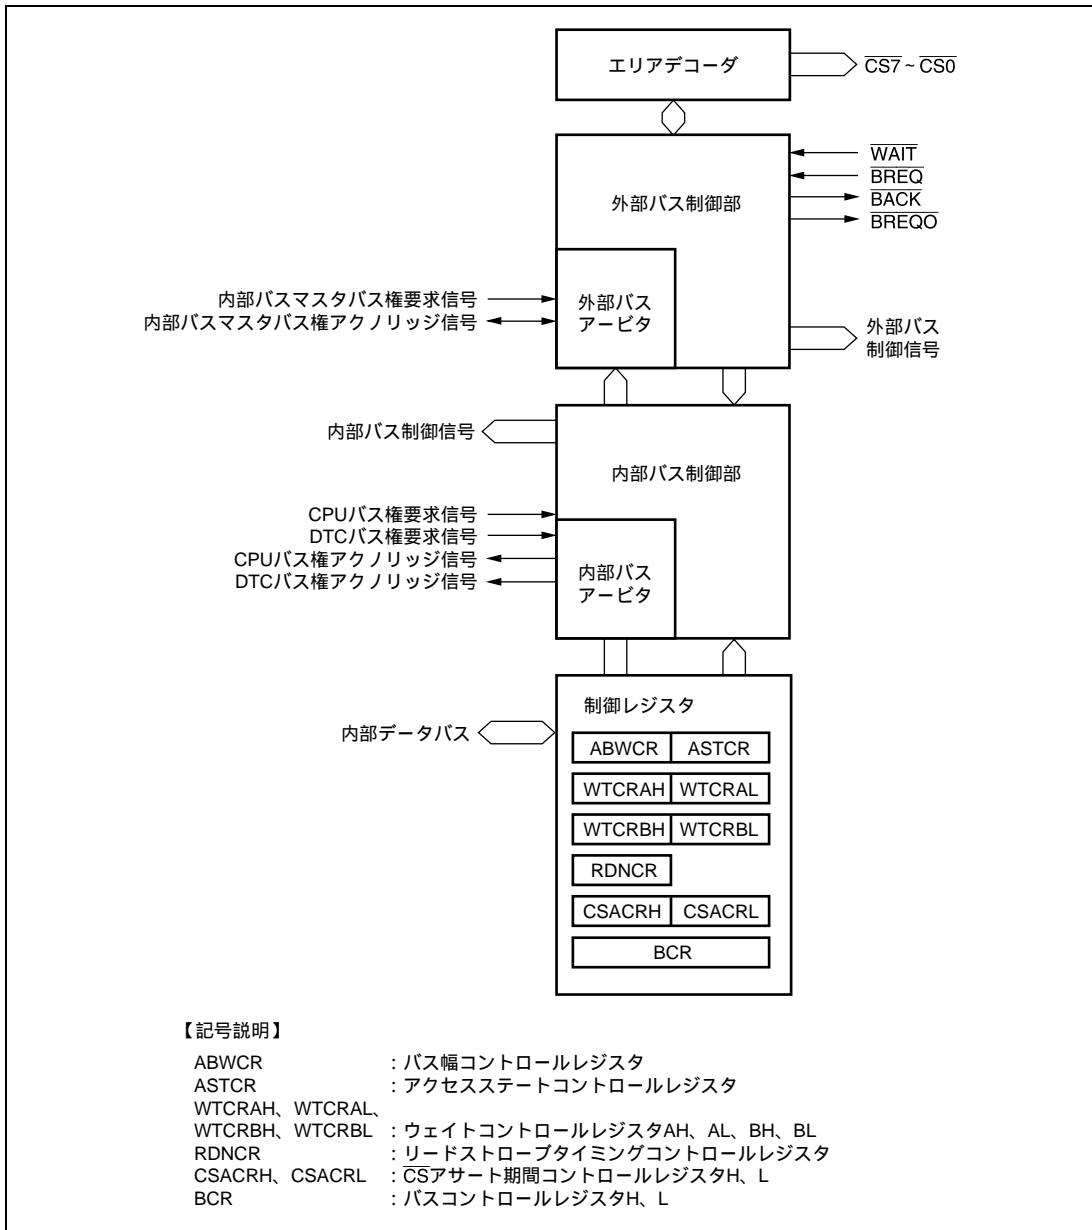 エリアデコーダ
CS7 ~ CS0
外部バス制御部
WAIT
BREQ
BACK
BREQO
外部バス
アービタ
内部バスマスタバス権要求信号
内部バスマスタバス権アクノリッジ信号
外部バス
制御信号
内部バス制御信号
内部バス制御部
CPUバス権要求信号
DTCバス権要求信号
CPUバス権アクノリッジ信号
DTCバス権アクノリッジ信号
内部バス
アービタ
制御レジスタ
内部データバス
ABWCR ASTCR
WTCRAH WTCRAL
WTCRBH WTCRBL
RDNCR
CSACRH CSACRL
BCR
【記号説明】
ABWCR : バス幅コントロールレジスタ
ASTCR : アクセスステートコントロールレジスタ
WTCRAH、WTCRAL、
WTCRBH、WTCRBL : ウェイトコントロールレジスタAH、AL、BH、BL
RDNCR : リードストローブタイミングコントロールレジスタ
CSACRH、CSACRL : CSアサート期間コントロールレジスタH、L
BCR : バスコントロールレジスタH、L